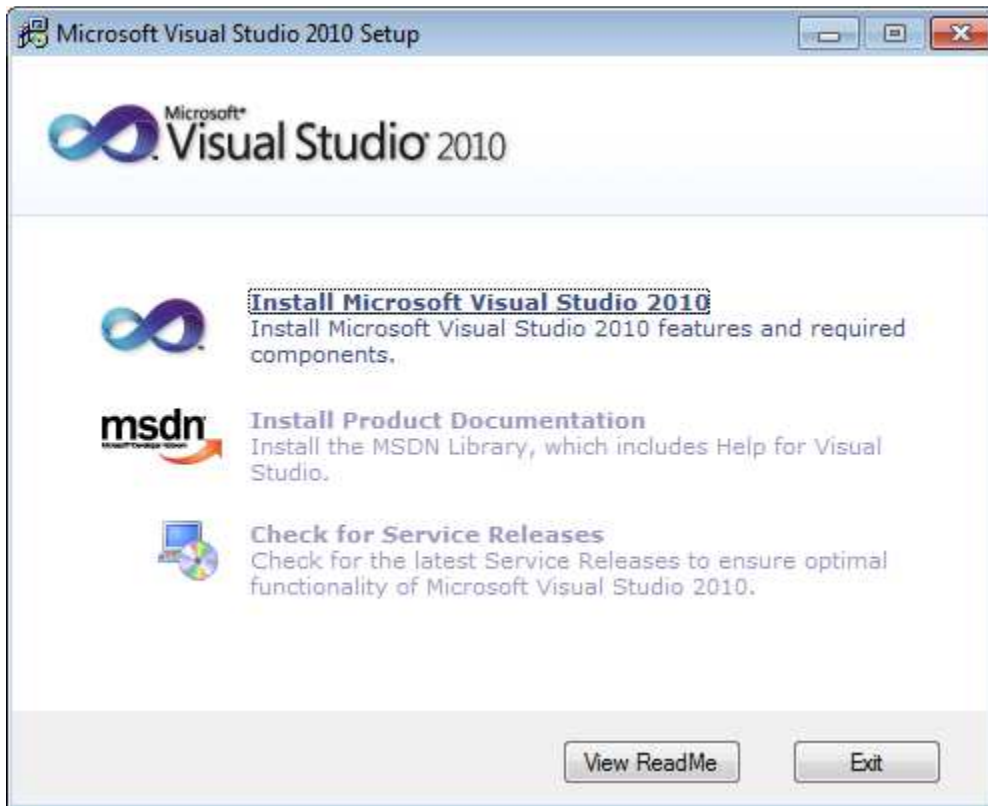 Microsoft Visual Studio 2010 Setup
Microsoft®
Visual Studio® 2010
Install Microsoft Visual Studio 2010
Install Microsoft Visual Studio 2010 features and required
components.
msdn
Install Product Documentation
Install the MSDN Library, which includes Help for Visual
Studio.
Check for Service Releases
Check for the latest Service Releases to ensure optimal
functionality of Microsoft Visual Studio 2010.
View ReadMe
Exit